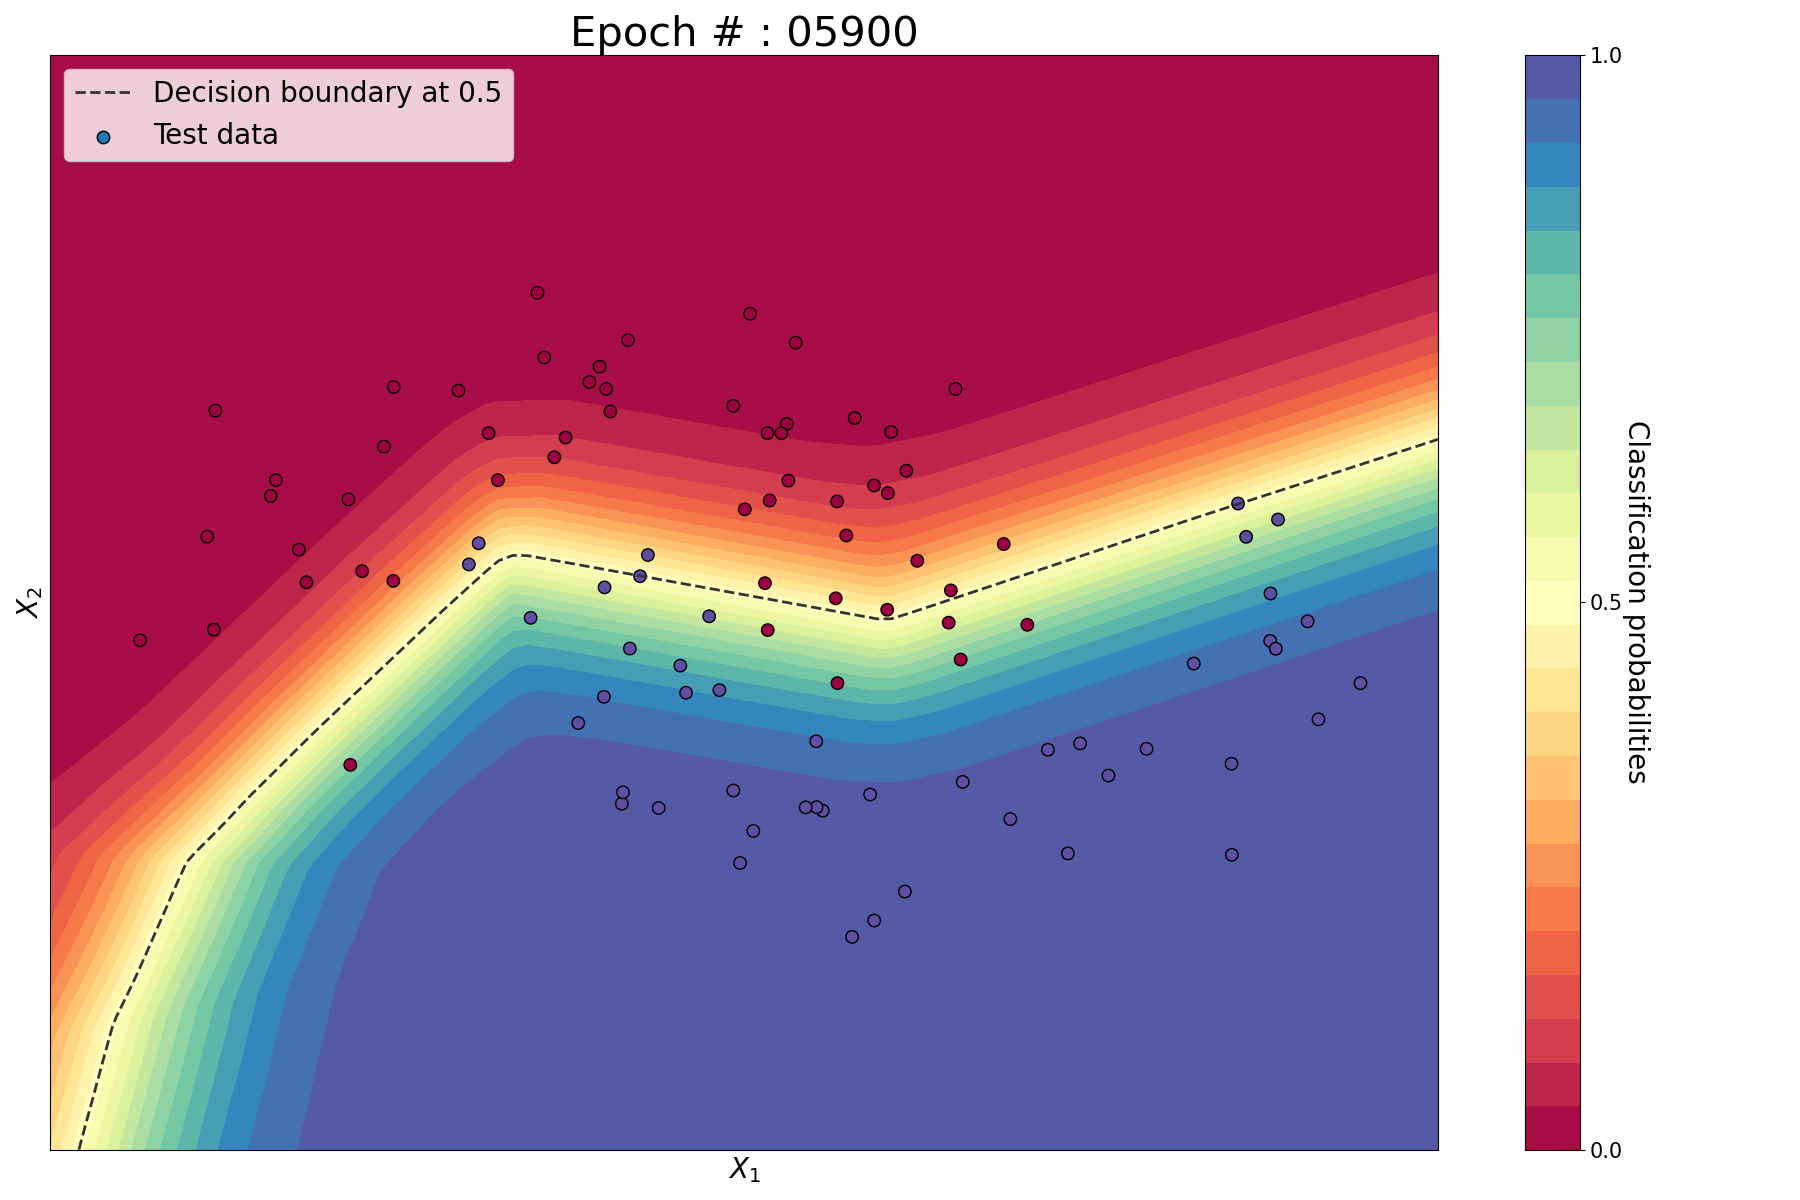 Epoch # : 05900
Decision boundary at 0.5
Test data
X₂
X₁
1.0
0.5
0.0
Classification probabilities